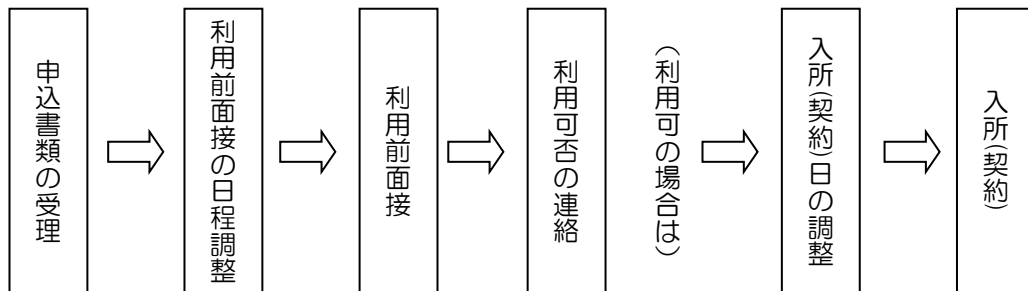 申込書類の受理
利用前面接の日程調整
利用前面接
利用可否の連絡
(利用可の場合は)
入所(契約)日の調整
入所(契約)